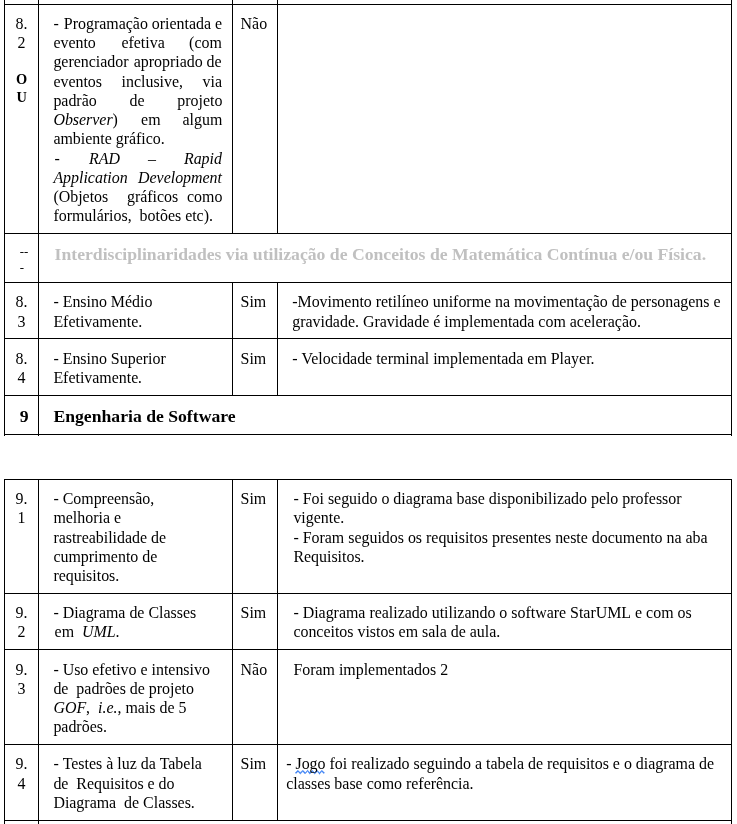 8.
2
O
U
- Programação orientada e
evento efetiva (com
gerenciador apropriado de
eventos inclusive, via
padrão de projeto
Observer) em algum
ambiente gráfico.
- RAD – Rapid
Application Development
(Objetos gráficos como
formulários, botões etc).
Não
--
-
Interdisciplinaridades via utilização de Conceitos de Matemática Contínua e/ou Física.
8.
3
- Ensino Médio
Efetivamente.
Sim
-Movimento retilíneo uniforme na movimentação de personagens e
gravidade. Gravidade é implementada com aceleração.
8.
4
- Ensino Superior
Efetivamente.
Sim
- Velocidade terminal implementada em Player.
9
Engenharia de Software
9.
1
- Compreensão,
melhoria e
rastreabilidade de
cumprimento de
requisitos.
Sim
- Foi seguido o diagrama base disponibilizado pelo professor
vigente.
- Foram seguidos os requisitos presentes neste documento na aba
Requisitos.
9.
2
- Diagrama de Classes
em UML.
Sim
- Diagrama realizado utilizando o software StarUML e com os
conceitos vistos em sala de aula.
9.
3
- Uso efetivo e intensivo
de padrões de projeto
GOF, i.e., mais de 5
padrões.
Não
Foram implementados 2
9.
4
- Testes à luz da Tabela
de Requisitos e do
Diagrama de Classes.
Sim
- Jogo foi realizado seguindo a tabela de requisitos e o diagrama de
classes base como referência.